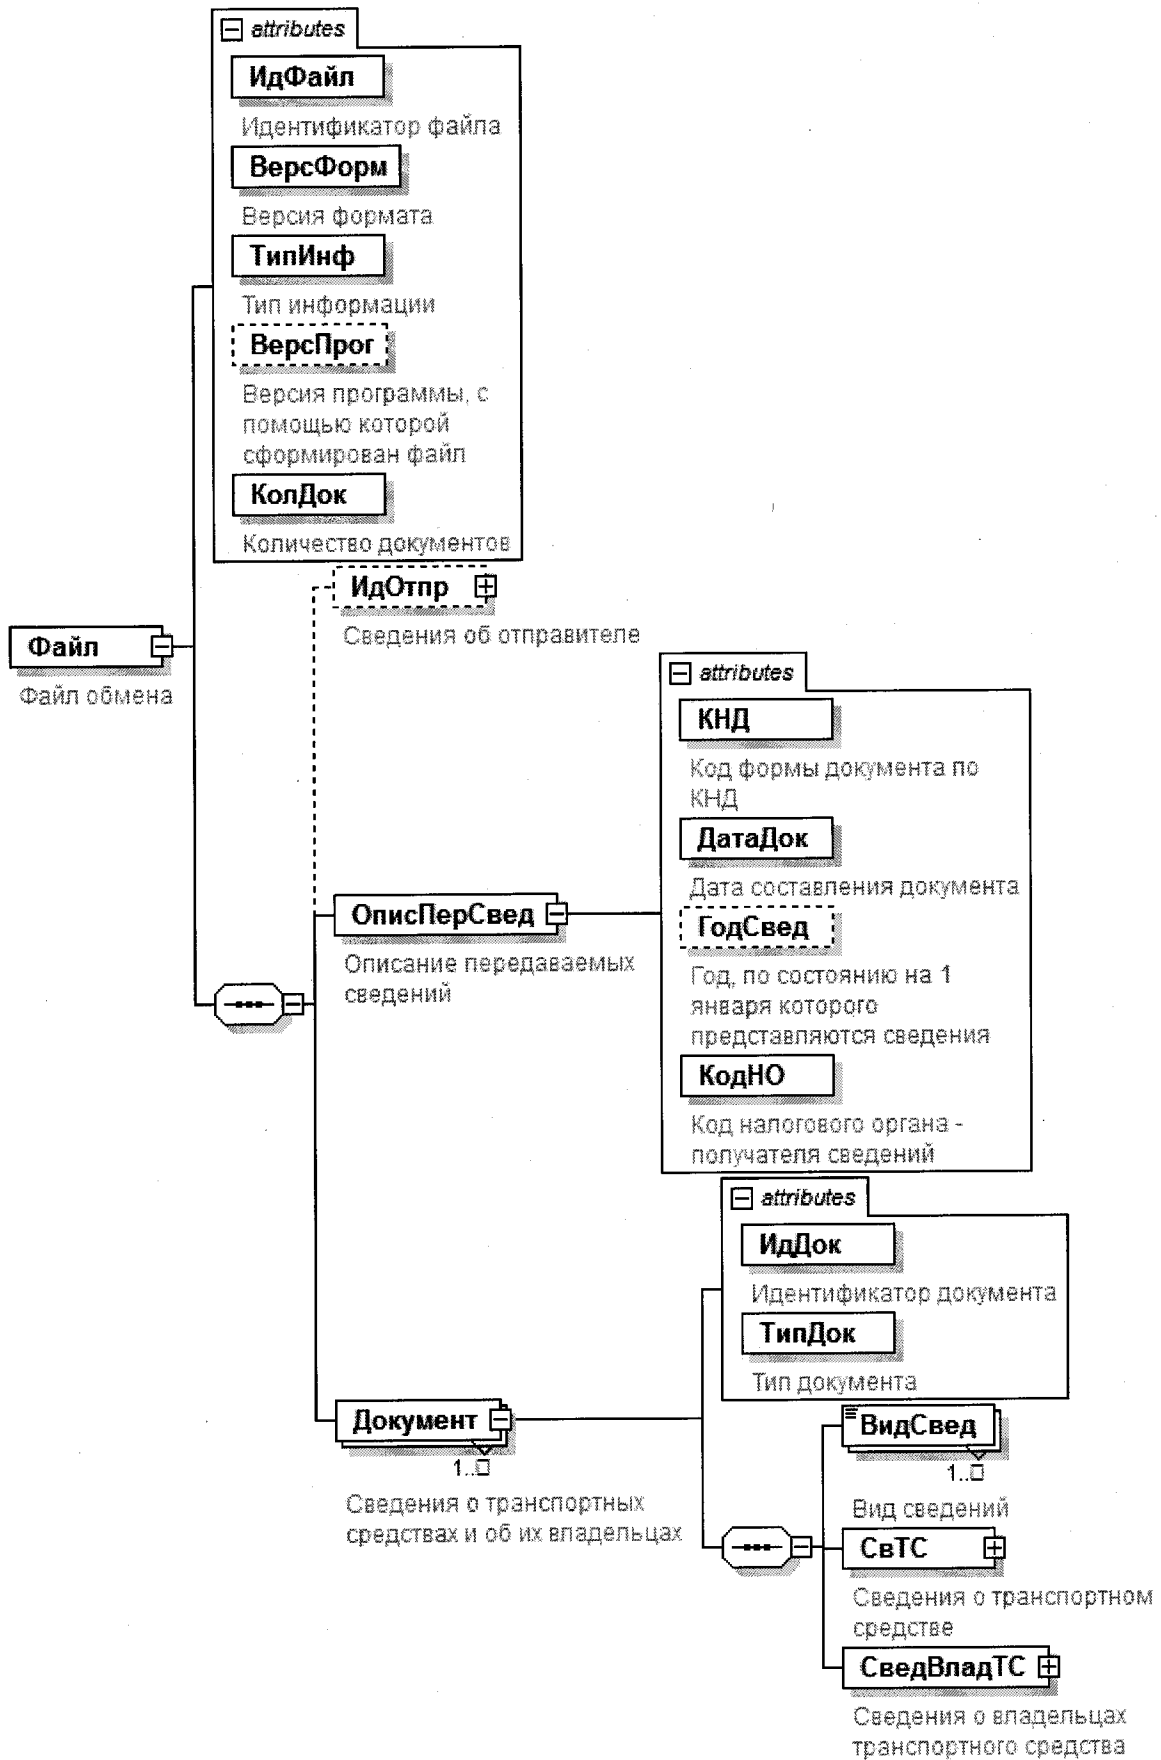 attributes
ИдФайл
Идентификатор файла
ВерсФорм
Версия формата
ТипИнф
Тип информации
ВерсПрог
Версия программы, с
помощью которой
сформирован файл
КолДок
Количество документов
ИдОтпр
Сведения об отправителе
Файл
Файл обмена
attributes
КНД
Код формы документа по
КНД
ДатаДок
Дата составления документа
ГодСвед
Год, по состоянию на 1
января которого
представляются сведения
КодНО
Код налогового органа -
получателя сведений
ОписПерСвед
Описание передаваемых
сведений
attributes
ИдДок
Идентификатор документа
ТипДок
Тип документа
Документ
1..□
Сведения о транспортных
средствах и об их владельцах
ВидСвед
1..□
Вид сведений
СвТС
Сведения о транспортном
средстве
СведВладТС
Сведения о владельцах
транспортного средства